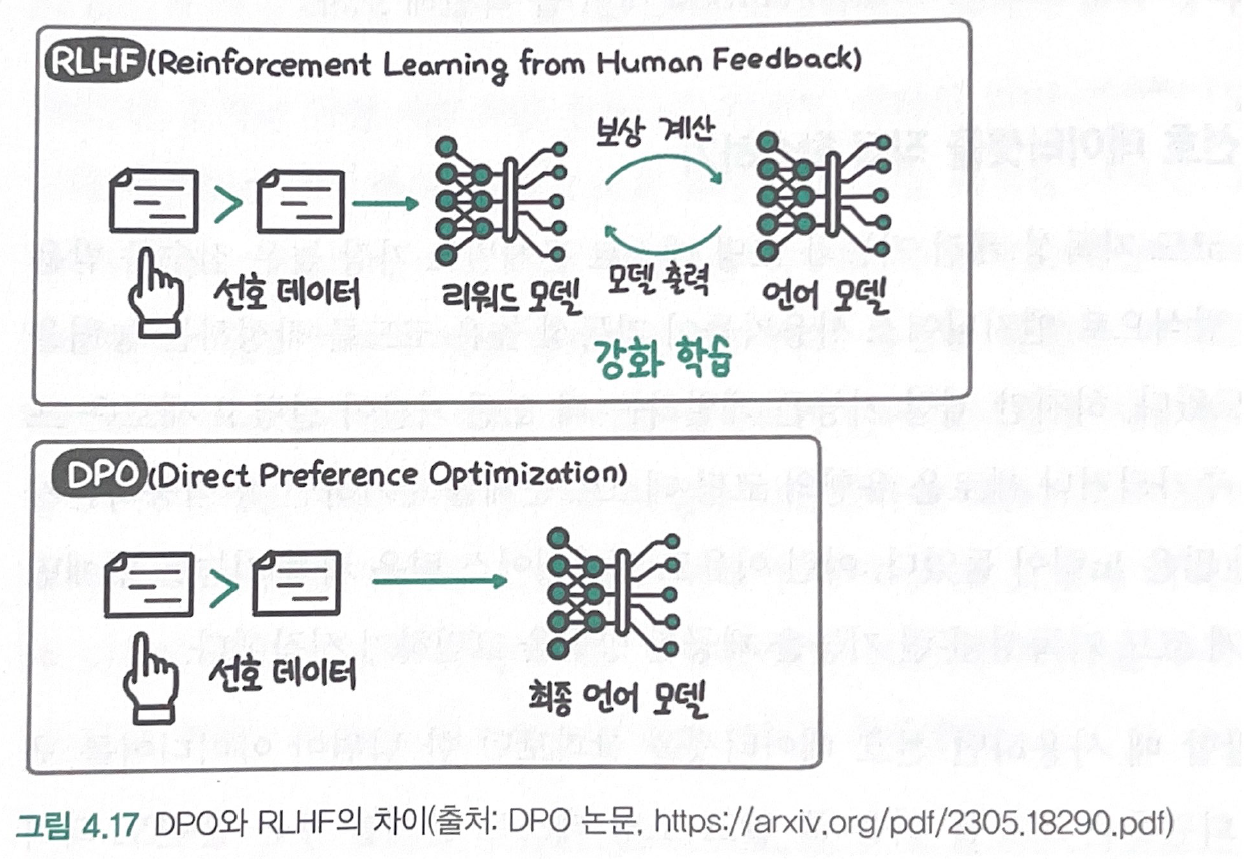 RLHF (Reinforcement Learning from Human Feedback)
보상 계산
선호 데이터
리워드 모델
모델 출력
언어 모델
강화 학습
DPO (Direct Preference Optimization)
선호 데이터
최종 언어 모델
그림 4.17 DPO와 RLHF의 차이(출처: DPO 논문, https://arxiv.org/pdf/2305.18290.pdf)